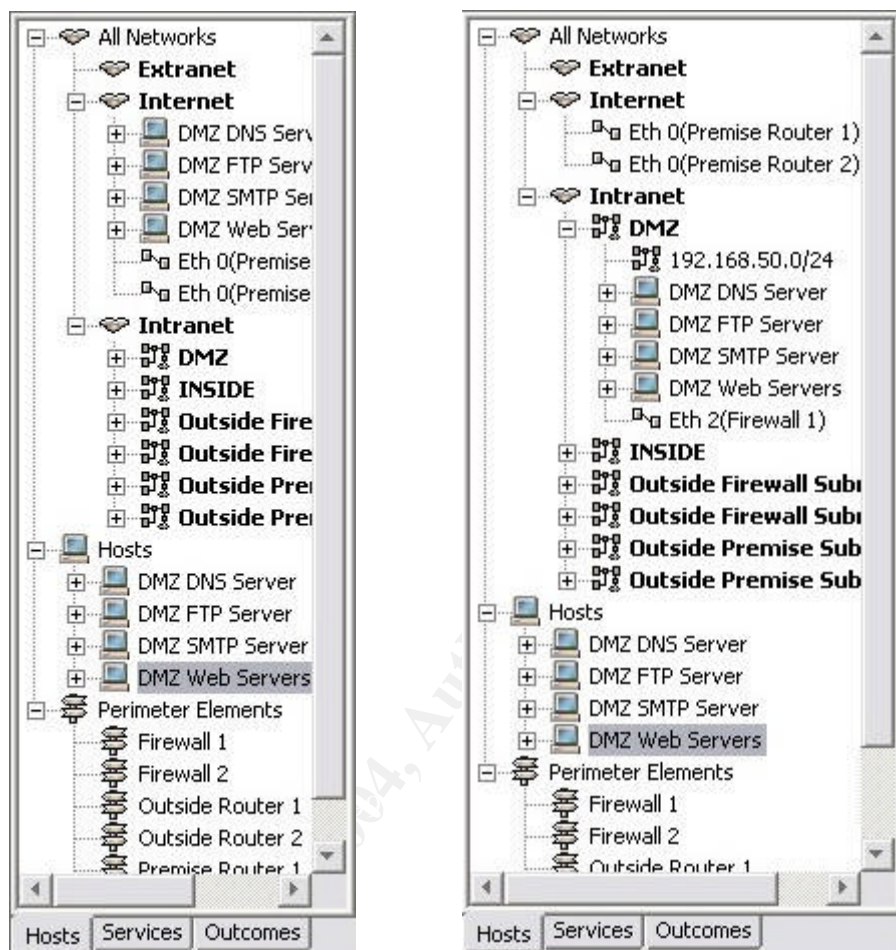 All Networks
Extranet
Internet
DMZ DNS Serv
DMZ FTP Serv
DMZ SMTP Se
DMZ Web Ser
Eth 0(Premise
Eth 0(Premise
Intranet
DMZ
INSIDE
Outside Fire
Outside Fire
Outside Pre
Outside Pre
Hosts
DMZ DNS Server
DMZ FTP Server
DMZ SMTP Server
DMZ Web Servers
Perimeter Elements
Firewall 1
Firewall 2
Outside Router 1
Outside Router 2
Premise Router 1
Hosts Services Outcomes
All Networks
Extranet
Internet
Eth 0(Premise Router 1)
Eth 0(Premise Router 2)
Intranet
DMZ
192.168.50.0/24
DMZ DNS Server
DMZ FTP Server
DMZ SMTP Server
DMZ Web Servers
Eth 2(Firewall 1)
INSIDE
Outside Firewall Sub
Outside Firewall Sub
Outside Premise Sub
Outside Premise Sub
Hosts
DMZ DNS Server
DMZ FTP Server
DMZ SMTP Server
DMZ Web Servers
Perimeter Elements
Firewall 1
Firewall 2
Outside Router 1
Hosts Services Outcomes